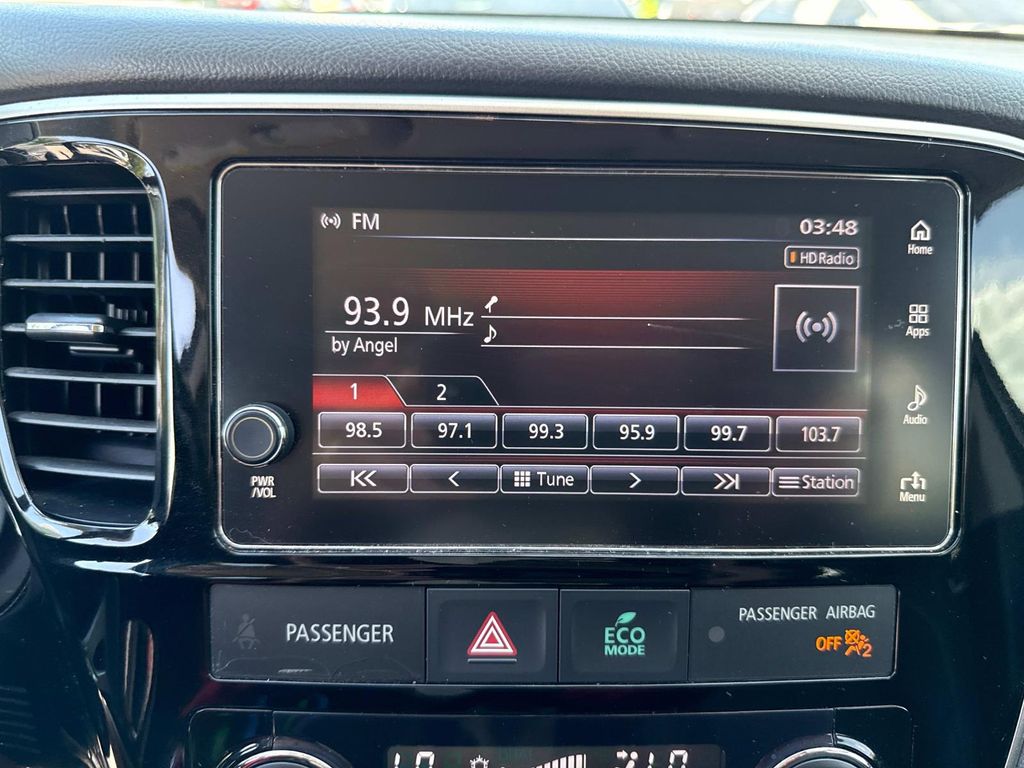 FM 03:48
HD Radio
Home
93.9 MHz
by Angel
Apps
1 2
98.5 97.1 99.3 95.9 99.7 103.7
Audio
Tune Station
PWR
/VOL
Menu
PASSENGER
ECO
MODE
PASSENGER AIRBAG
OFF 2